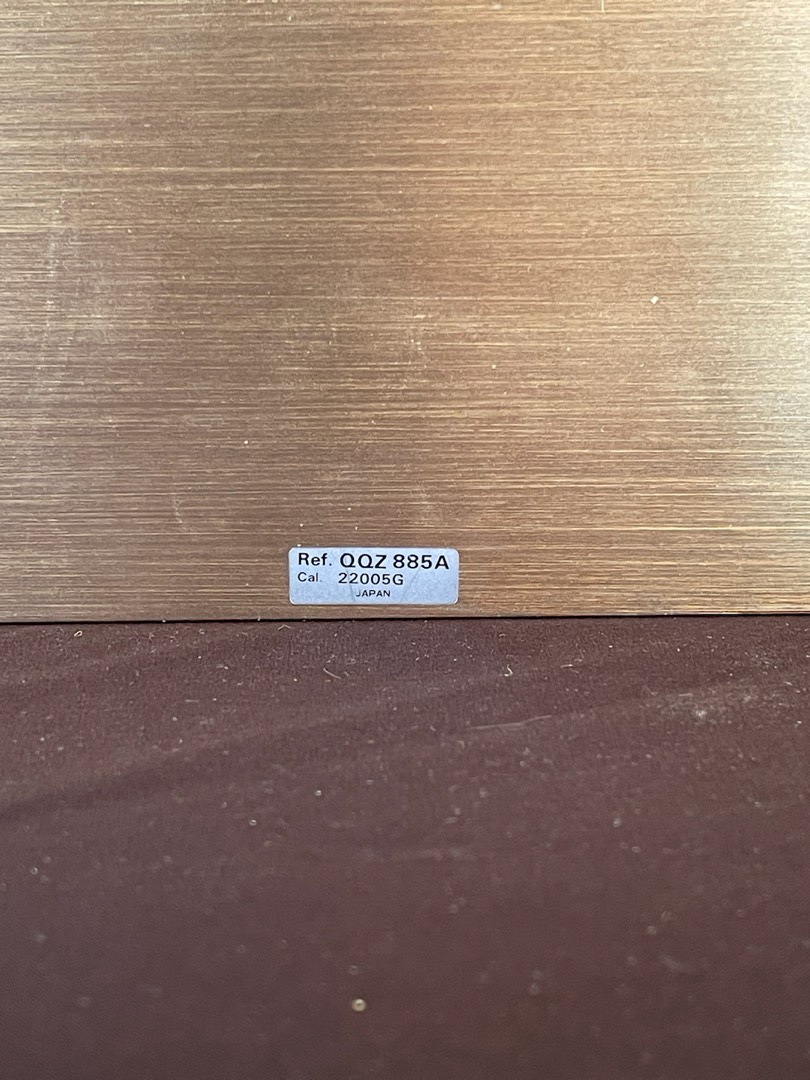 Ref. QQZ 885A
Cal. 22005G
JAPAN